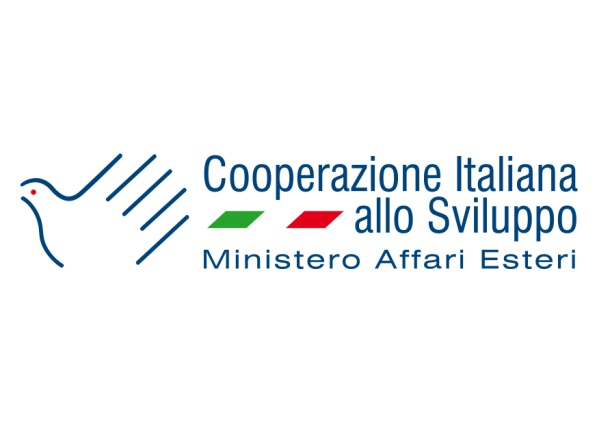 Cooperazione Italiana
allo Sviluppo
Ministero Affari Esteri